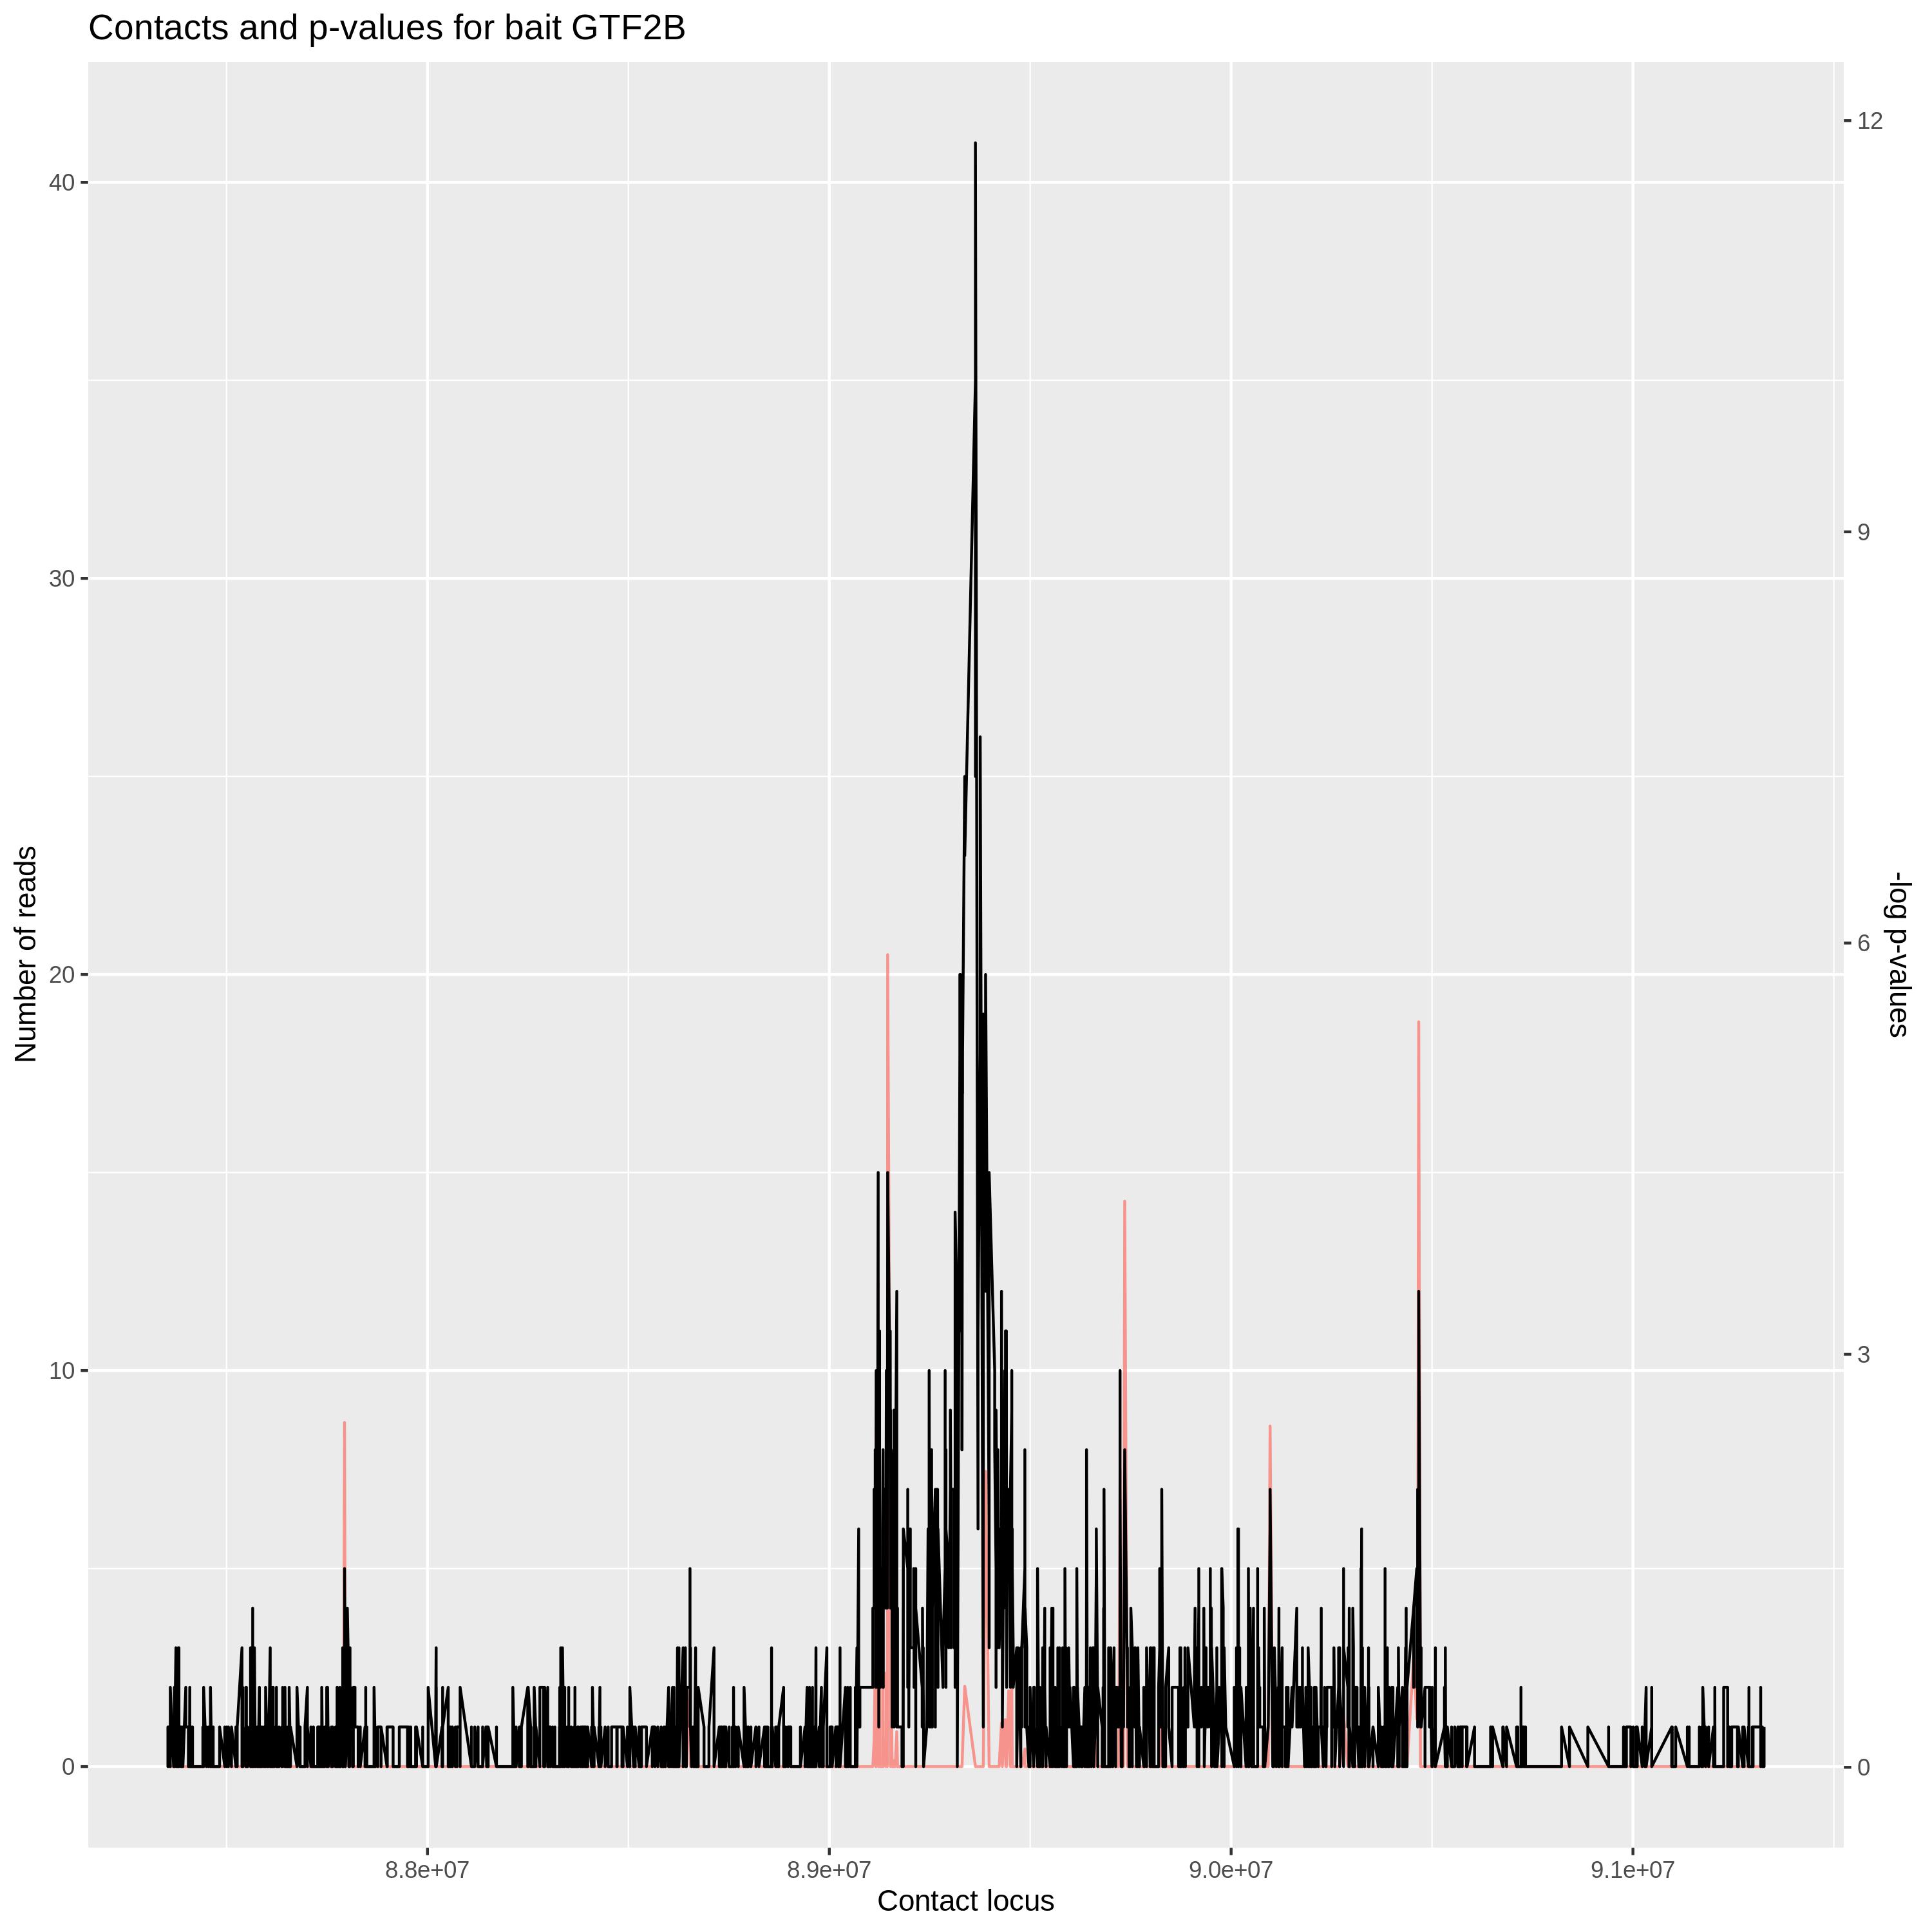 Contacts and p-values for bait GTF2B
Number of reads
40
30
20
10
0
12
9
6
3
0
-log p-values
8.8e+07
8.9e+07
9.0e+07
9.1e+07
Contact locus